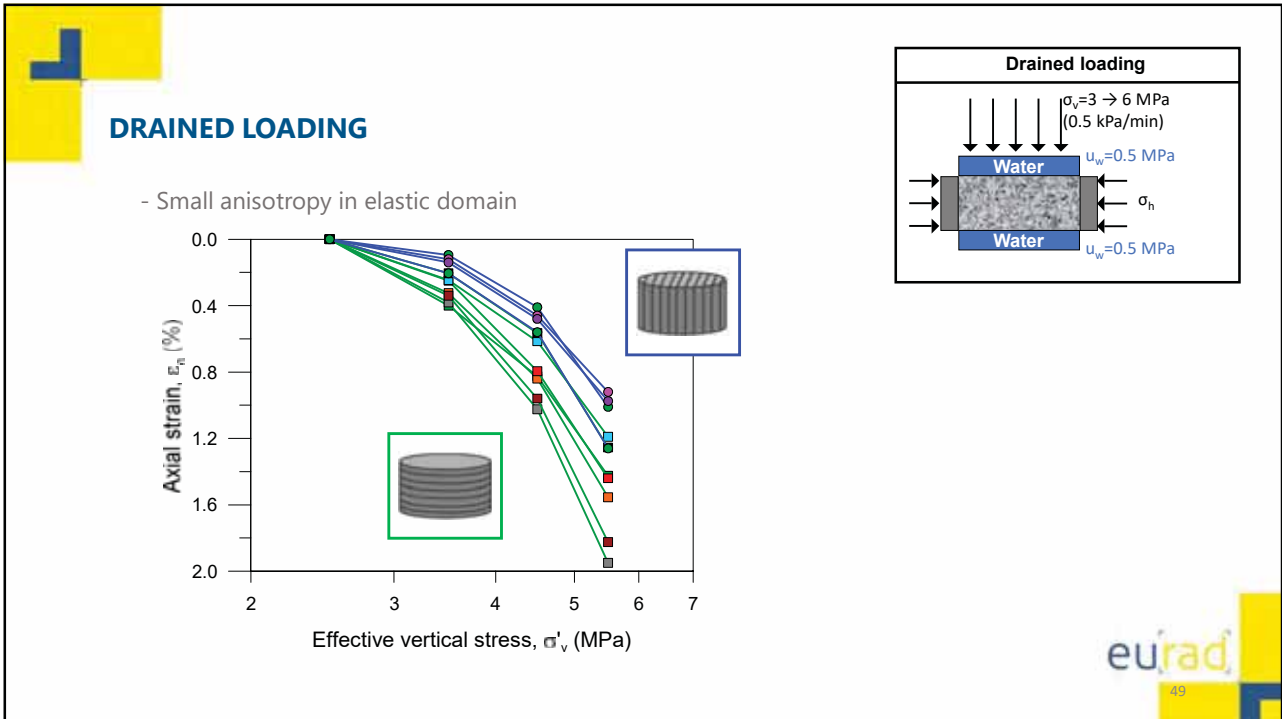 DRAINED LOADING
- Small anisotropy in elastic domain
0.0
0.4
0.8
1.2
1.6
2.0
Axial strain, εₐ (%)
2 3 4 5 6 7
Effective vertical stress, σ'ᵥ (MPa)
Drained loading
σᵥ=3 → 6 MPa
(0.5 kPa/min)
u_w=0.5 MPa
Water
σₕ
Water
u_w=0.5 MPa
eurad
49